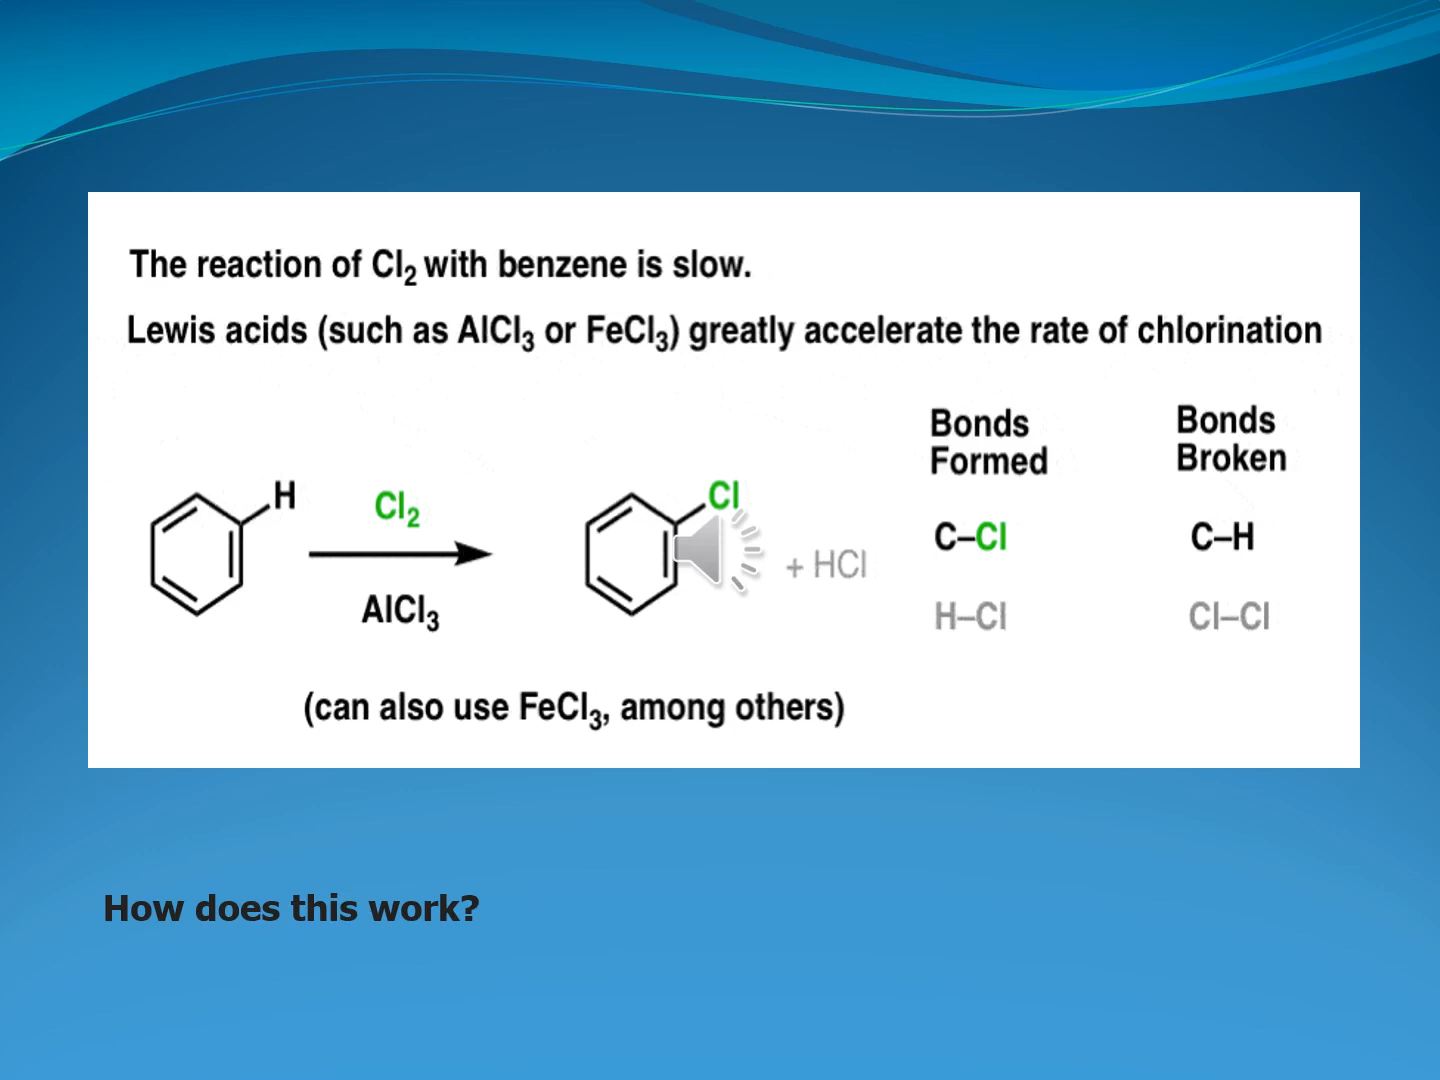 The reaction of Cl₂ with benzene is slow.
Lewis acids (such as AlCl₃ or FeCl₃) greatly accelerate the rate of chlorination
Bonds Formed
Bonds Broken
H
Cl₂
AlCl₃
Cl
+ HCl
C–Cl
C–H
H–Cl
Cl–Cl
(can also use FeCl₃, among others)
How does this work?